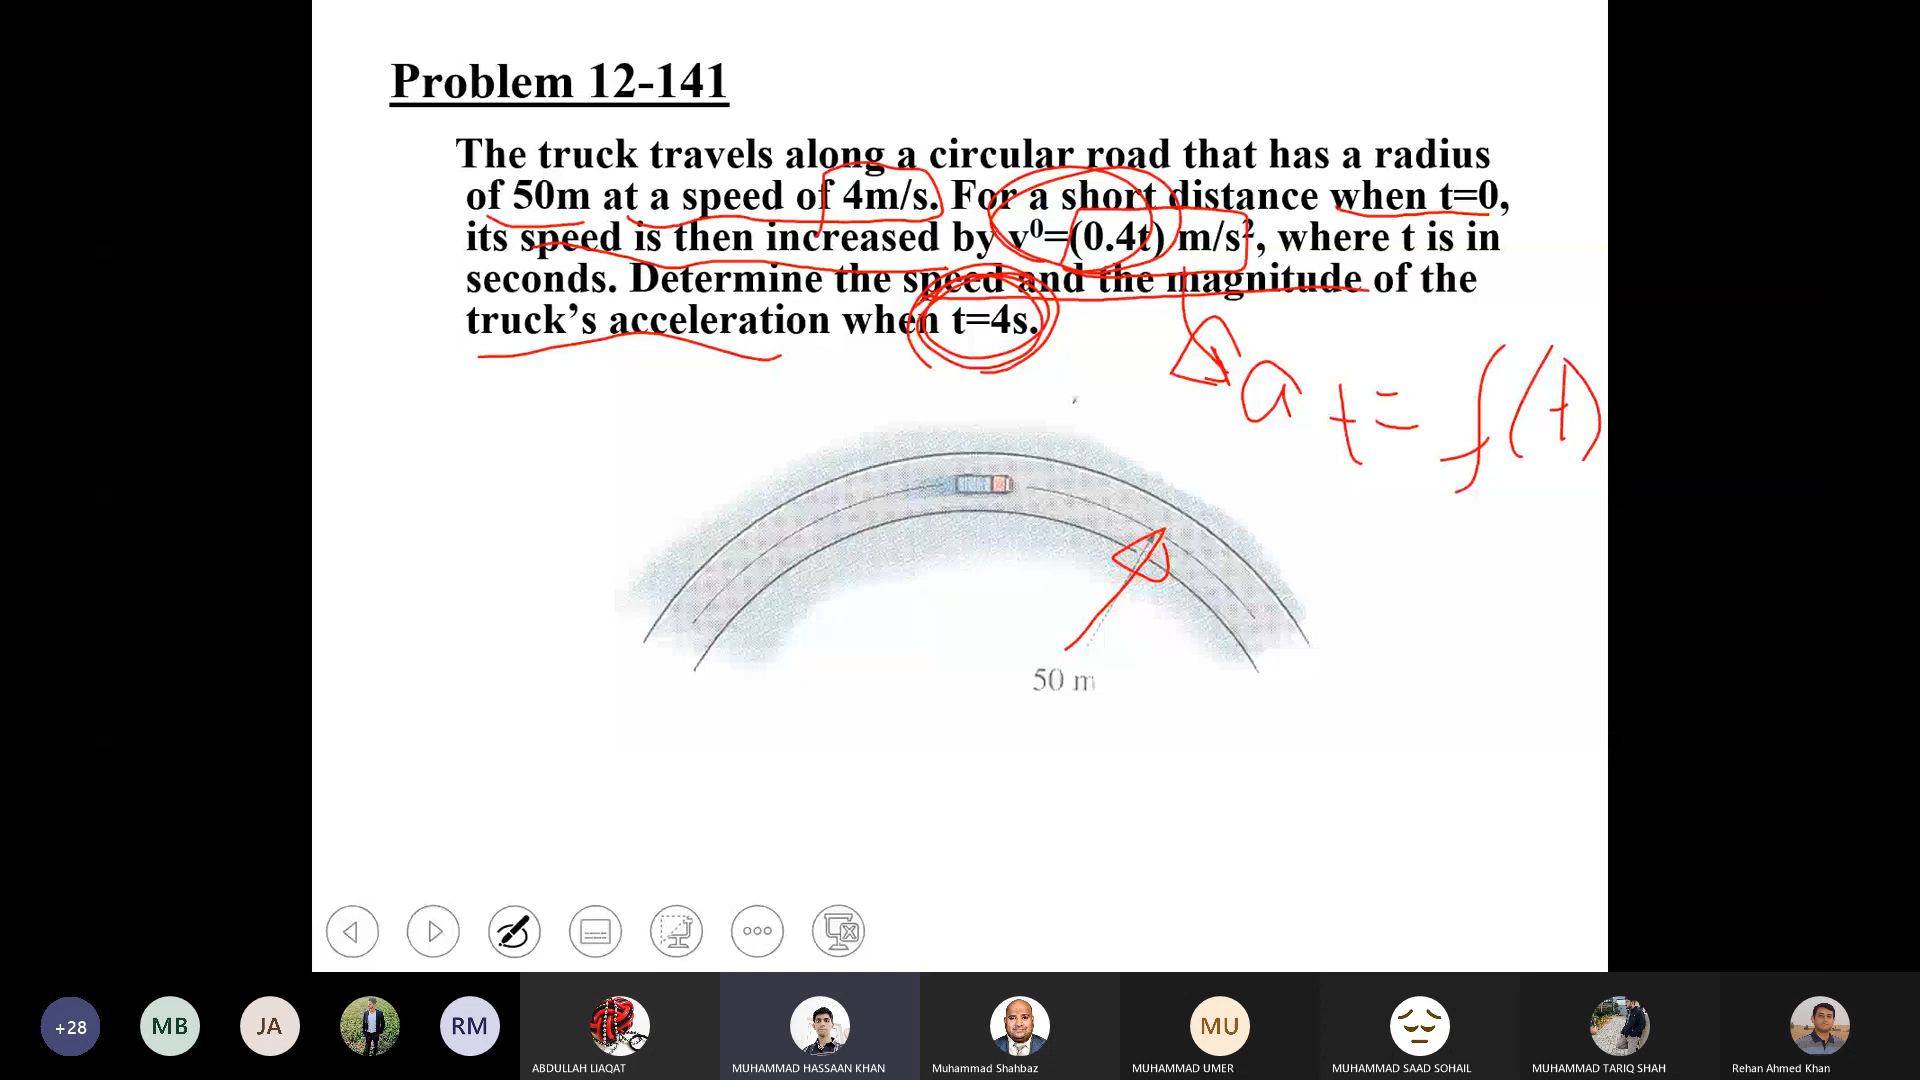 Problem 12-141
The truck travels along a circular road that has a radius
of 50m at a speed of 4m/s. For a short distance when t=0,
its speed is then increased by v⁰=(0.4t) m/s², where t is in
seconds. Determine the speed and the magnitude of the
truck’s acceleration when t=4s.
a t = f(t)
50 m
+28
MB
JA
RM
MU
ABDULLAH LIAQAT
MUHAMMAD HASSAAN KHAN
Muhammad Shahbaz
MUHAMMAD UMER
MUHAMMAD SAAD SOHAIL
MUHAMMAD TARIQ SHAH
Rehan Ahmed Khan